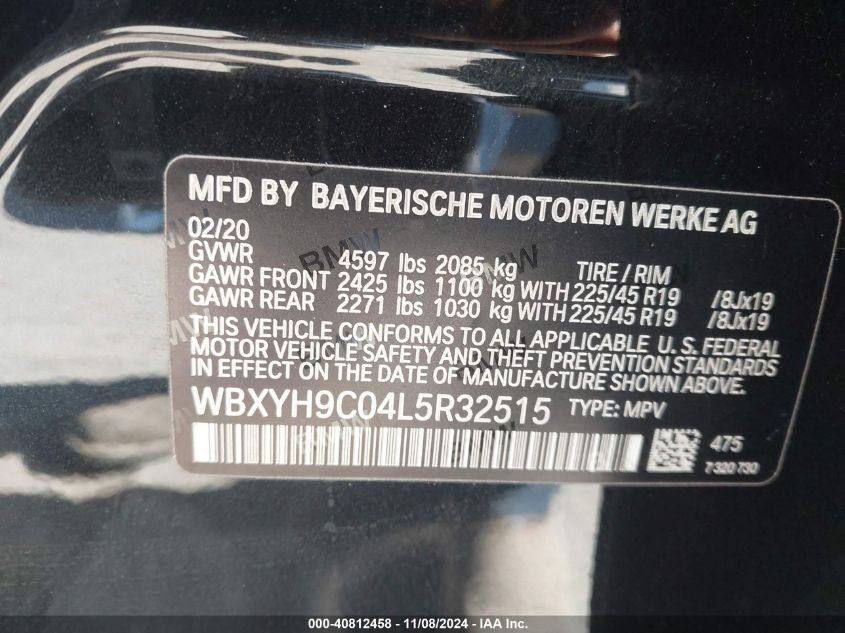 MFD BY BAYERISCHE MOTOREN WERKE AG
02/20
GVWR 4597 lbs 2085 kg TIRE / RIM
GAWR FRONT 2425 lbs 1100 kg WITH 225/45 R19 /8Jx19
GAWR REAR 2271 lbs 1030 kg WITH 225/45 R19 /8Jx19
THIS VEHICLE CONFORMS TO ALL APPLICABLE U. S. FEDERAL
MOTOR VEHICLE SAFETY AND THEFT PREVENTION STANDARDS
IN EFFECT ON THE DATE OF MANUFACTURE SHOWN ABOVE.
WBXYH9C04L5R32515 TYPE: MPV
475
7 320 730
000-40812458 - 11/08/2024 - IAA Inc.